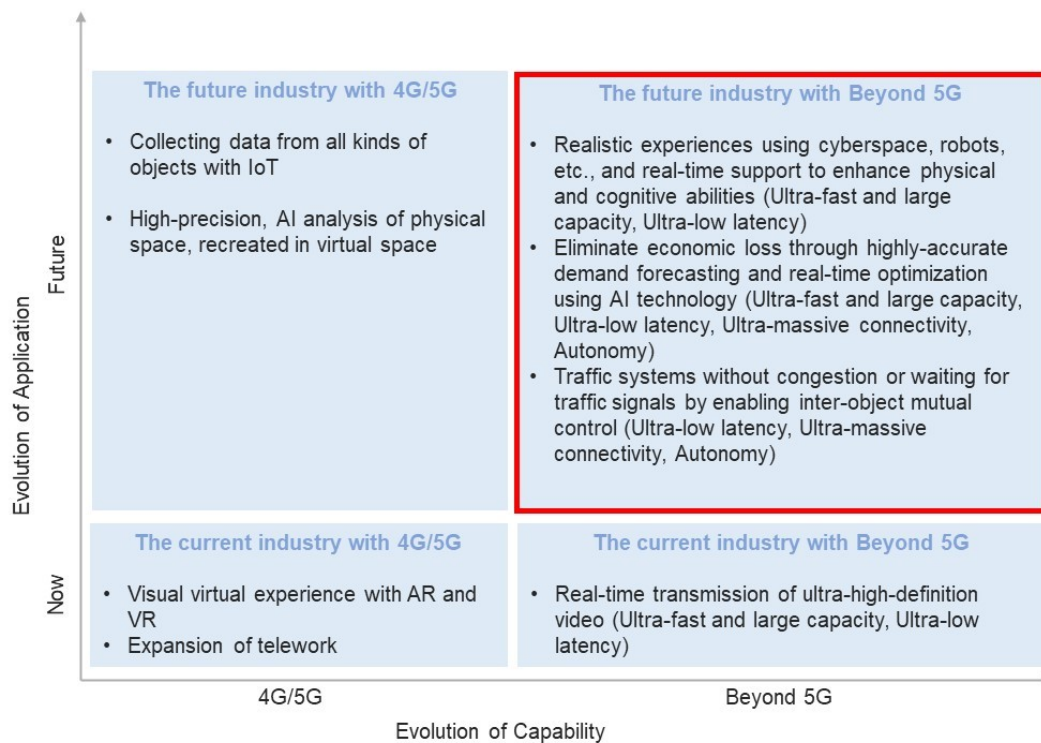 The future industry with 4G/5G
• Collecting data from all kinds of
objects with IoT
• High-precision, AI analysis of physical
space, recreated in virtual space
The future industry with Beyond 5G
• Realistic experiences using cyberspace, robots,
etc., and real-time support to enhance physical
and cognitive abilities (Ultra-fast and large
capacity, Ultra-low latency)
• Eliminate economic loss through highly-accurate
demand forecasting and real-time optimization
using AI technology (Ultra-fast and large capacity,
Ultra-low latency, Ultra-massive connectivity,
Autonomy)
• Traffic systems without congestion or waiting for
traffic signals by enabling inter-object mutual
control (Ultra-low latency, Ultra-massive
connectivity, Autonomy)
The current industry with 4G/5G
• Visual virtual experience with AR and
VR
• Expansion of telework
The current industry with Beyond 5G
• Real-time transmission of ultra-high-definition
video (Ultra-fast and large capacity, Ultra-low
latency)
Evolution of Application
Future
Now
4G/5G
Beyond 5G
Evolution of Capability